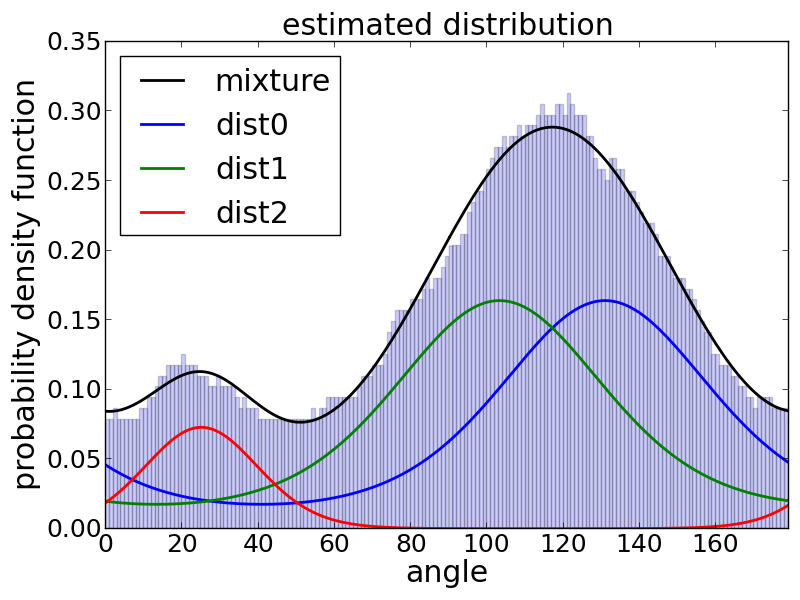 estimated distribution
probability density function
0.35
0.30
0.25
0.20
0.15
0.10
0.05
0.00
mixture
dist0
dist1
dist2
0 20 40 60 80 100 120 140 160
angle